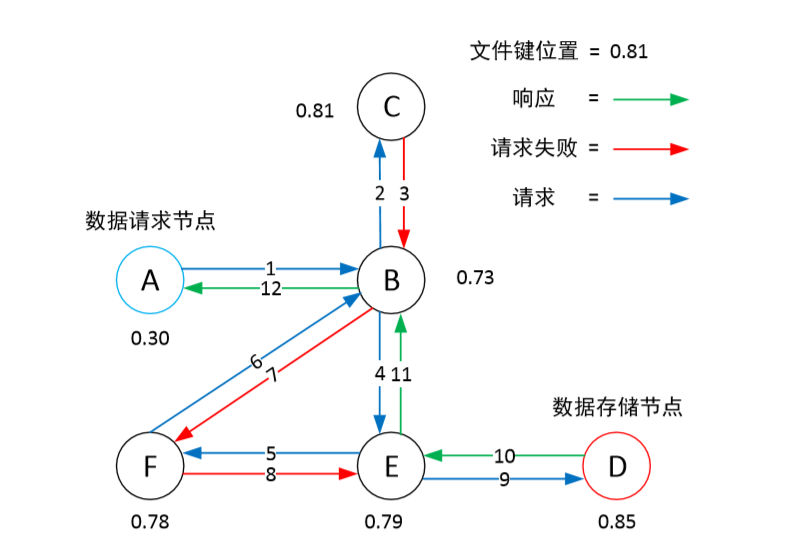 文件键位置 = 0.81
响应 =
请求失败 =
请求 =
C
0.81
2
3
数据请求节点
A
0.30
1
12
B
0.73
6
7
4
11
数据存储节点
F
0.78
5
8
E
0.79
10
9
D
0.85